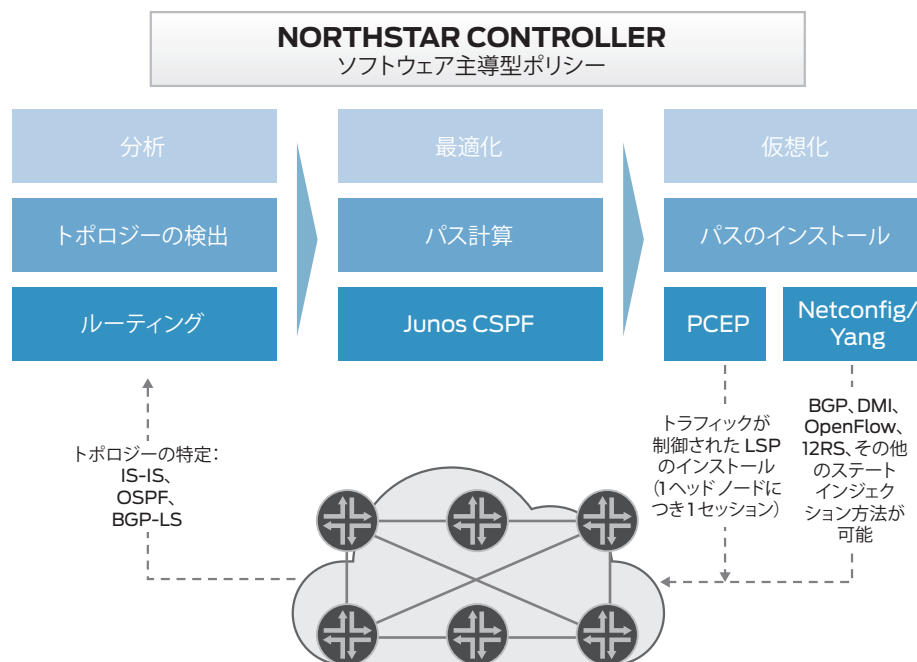 NORTHSTAR CONTROLLER
ソフトウェア主導型ポリシー
分析
最適化
仮想化
トポロジーの検出
パス計算
パスのインストール
ルーティング
Junos CSPF
PCEP
Netconfig/
Yang
トポロジーの特定：
IS-IS、
OSPF、
BGP-LS
トラフィックが
制御された LSP
のインストール
（1ヘッドノードに
つき1セッション）
BGP、DMI、
OpenFlow、
12RS、その他
のステート
インジェク
ション方法が
可能